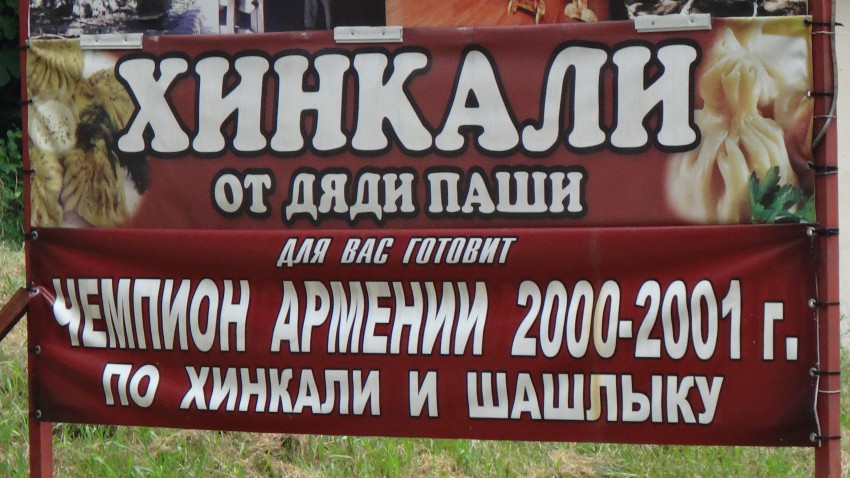 ХИНКАЛИ
ОТ ДЯДИ ПАШИ
ДЛЯ ВАС ГОТОВИТ
ЧЕМПИОН АРМЕНИИ 2000-2001 г.
ПО ХИНКАЛИ И ШАШЛЫКУ